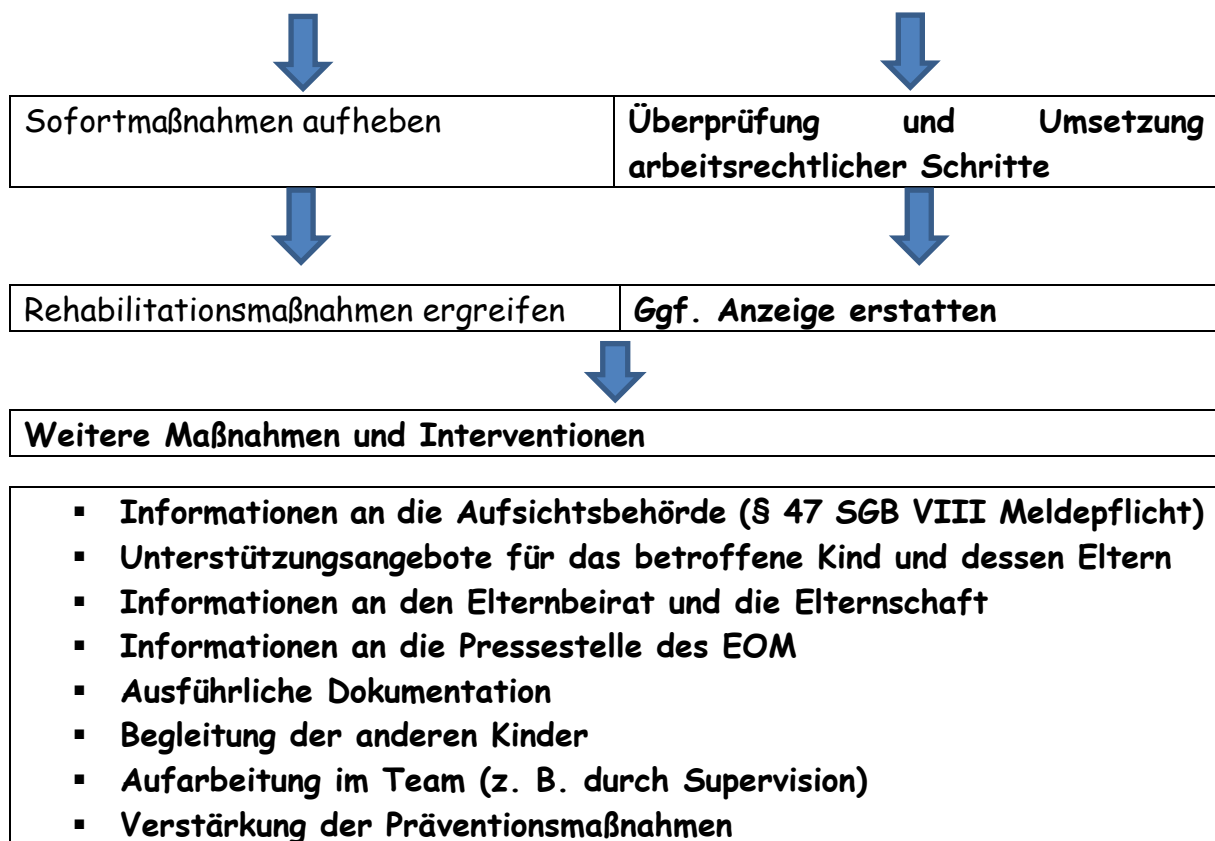 Sofortmaßnahmen aufheben
Überprüfung und Umsetzung
arbeitsrechtlicher Schritte
Rehabilitationsmaßnahmen ergreifen
Ggf. Anzeige erstatten
Weitere Maßnahmen und Interventionen
▪ Informationen an die Aufsichtsbehörde (§ 47 SGB VIII Meldepflicht)
▪ Unterstützungsangebote für das betroffene Kind und dessen Eltern
▪ Informationen an den Elternbeirat und die Elternschaft
▪ Informationen an die Pressestelle des EOM
▪ Ausführliche Dokumentation
▪ Begleitung der anderen Kinder
▪ Aufarbeitung im Team (z. B. durch Supervision)
▪ Verstärkung der Präventionsmaßnahmen